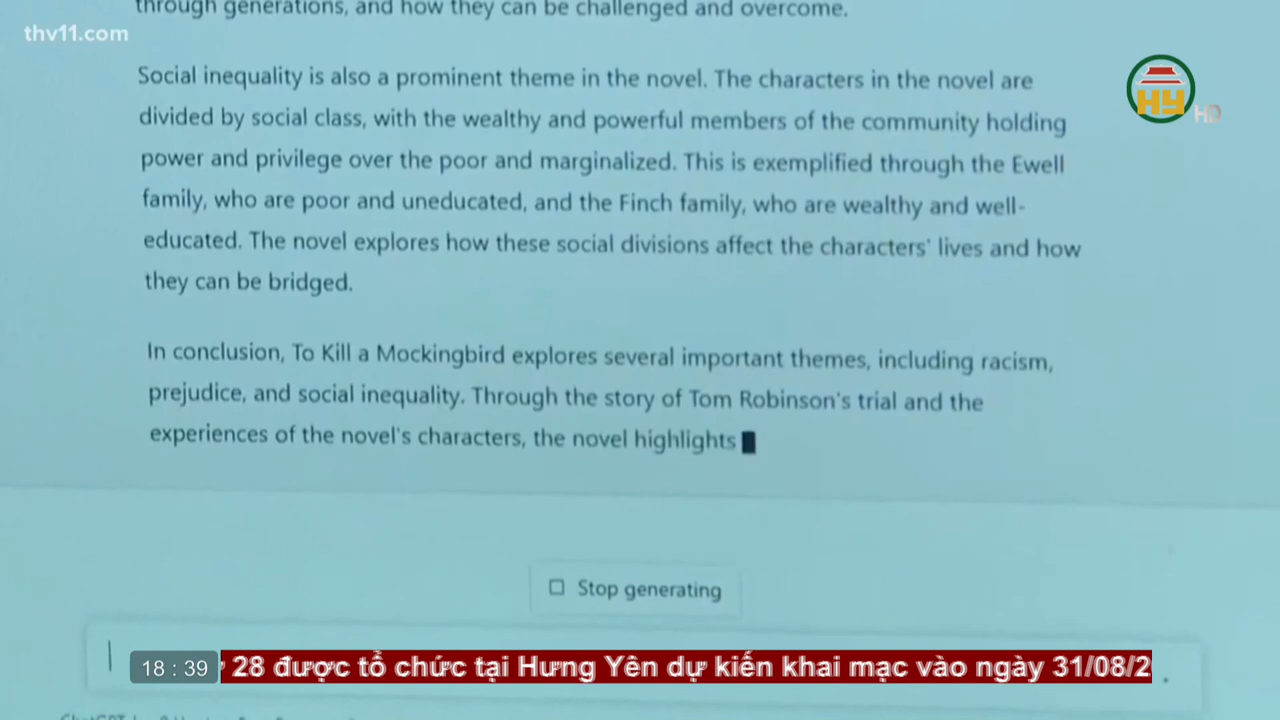 through generations, and how they can be challenged and overcome.
thv11.com
HY
HD
Social inequality is also a prominent theme in the novel. The characters in the novel are
divided by social class, with the wealthy and powerful members of the community holding
power and privilege over the poor and marginalized. This is exemplified through the Ewell
family, who are poor and uneducated, and the Finch family, who are wealthy and well-
educated. The novel explores how these social divisions affect the characters' lives and how
they can be bridged.
In conclusion, To Kill a Mockingbird explores several important themes, including racism,
prejudice, and social inequality. Through the story of Tom Robinson's trial and the
experiences of the novel's characters, the novel highlights
Stop generating
18 : 39
28 được tổ chức tại Hưng Yên dự kiến khai mạc vào ngày 31/08/2